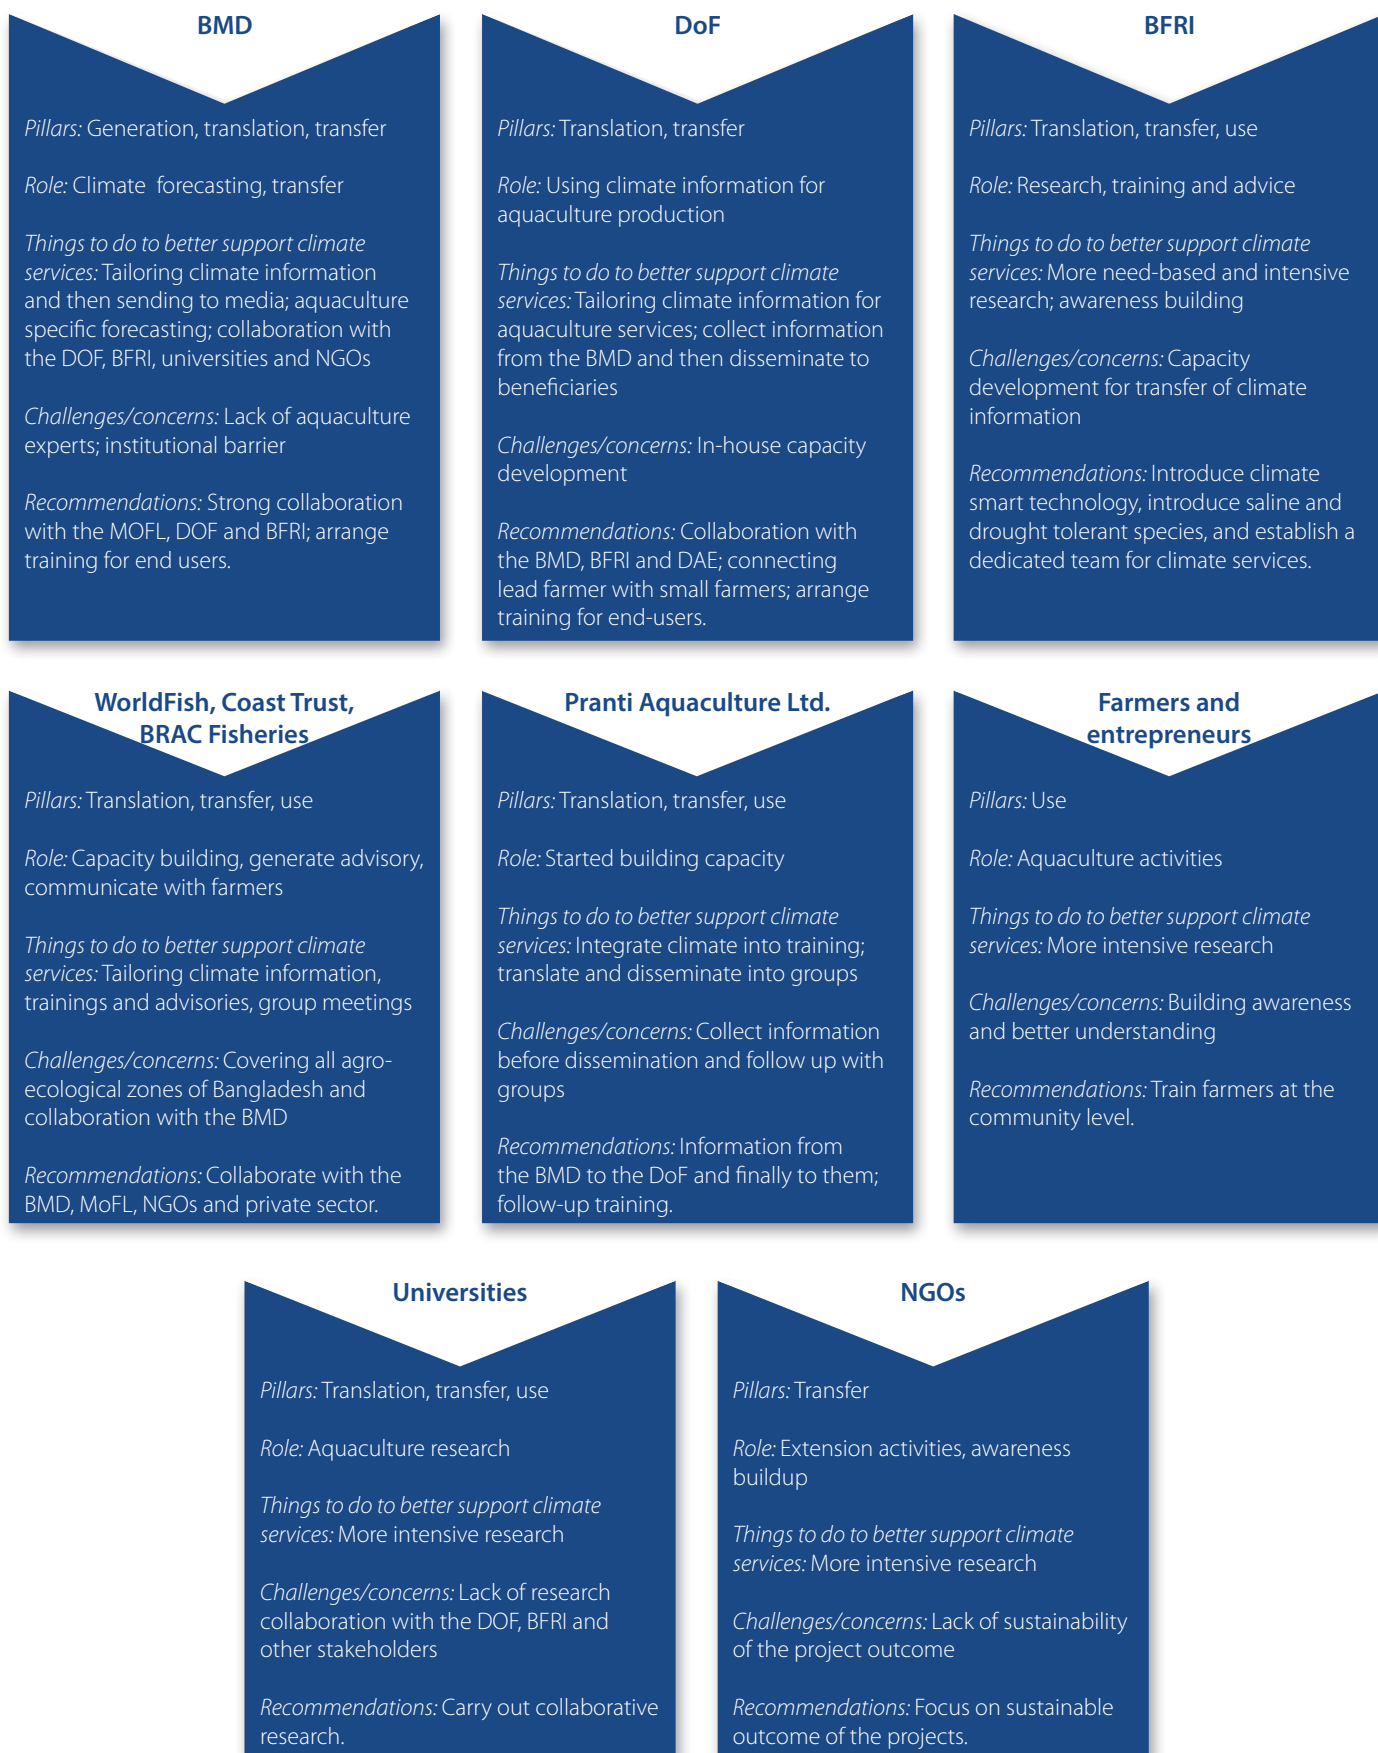 BMD
Pillars: Generation, translation, transfer
Role: Climate forecasting, transfer
Things to do to better support climate
services: Tailoring climate information
and then sending to media; aquaculture
specific forecasting; collaboration with
the DOF, BFRI, universities and NGOs
Challenges/concerns: Lack of aquaculture
experts; institutional barrier
Recommendations: Strong collaboration
with the MOFL, DOF and BFRI; arrange
training for end users.
DoF
Pillars: Translation, transfer
Role: Using climate information for
aquaculture production
Things to do to better support climate
services: Tailoring climate information for
aquaculture services; collect information
from the BMD and then disseminate to
beneficiaries
Challenges/concerns: In-house capacity
development
Recommendations: Collaboration with
the BMD, BFRI and DAE; connecting
lead farmer with small farmers; arrange
training for end-users.
BFRI
Pillars: Translation, transfer, use
Role: Research, training and advice
Things to do to better support climate
services: More need-based and intensive
research; awareness building
Challenges/concerns: Capacity
development for transfer of climate
information
Recommendations: Introduce climate
smart technology, introduce saline and
drought tolerant species, and establish a
dedicated team for climate services.
WorldFish, Coast Trust,
BRAC Fisheries
Pillars: Translation, transfer, use
Role: Capacity building, generate advisory,
communicate with farmers
Things to do to better support climate
services: Tailoring climate information,
trainings and advisories, group meetings
Challenges/concerns: Covering all agro-
ecological zones of Bangladesh and
collaboration with the BMD
Recommendations: Collaborate with the
BMD, MoFL, NGOs and private sector.
Pranti Aquaculture Ltd.
Pillars: Translation, transfer, use
Role: Started building capacity
Things to do to better support climate
services: Integrate climate into training;
translate and disseminate into groups
Challenges/concerns: Collect information
before dissemination and follow up with
groups
Recommendations: Information from
the BMD to the DoF and finally to them;
follow-up training.
Farmers and
entrepreneurs
Pillars: Use
Role: Aquaculture activities
Things to do to better support climate
services: More intensive research
Challenges/concerns: Building awareness
and better understanding
Recommendations: Train farmers at the
community level.
Universities
Pillars: Translation, transfer, use
Role: Aquaculture research
Things to do to better support climate
services: More intensive research
Challenges/concerns: Lack of research
collaboration with the DOF, BFRI and
other stakeholders
Recommendations: Carry out collaborative
research.
NGOs
Pillars: Transfer
Role: Extension activities, awareness
buildup
Things to do to better support climate
services: More intensive research
Challenges/concerns: Lack of sustainability
of the project outcome
Recommendations: Focus on sustainable
outcome of the projects.